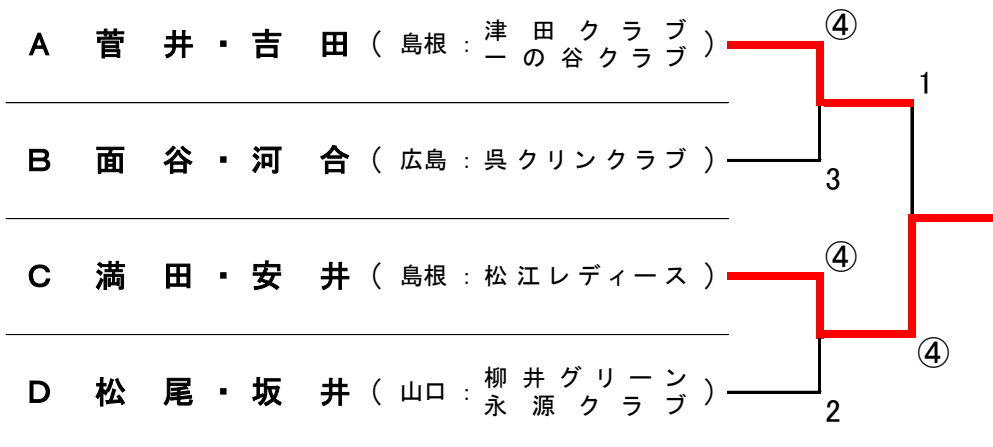 ④
A 菅井・吉田 ( 島根 : 津田クラブ
一の谷クラブ )
1
B 面谷・河合 ( 広島 : 呉クリンクラブ )
3
④
C 満田・安井 ( 島根 : 松江レディース )
④
D 松尾・坂井 ( 山口 : 柳井グリーン
永源クラブ )
2